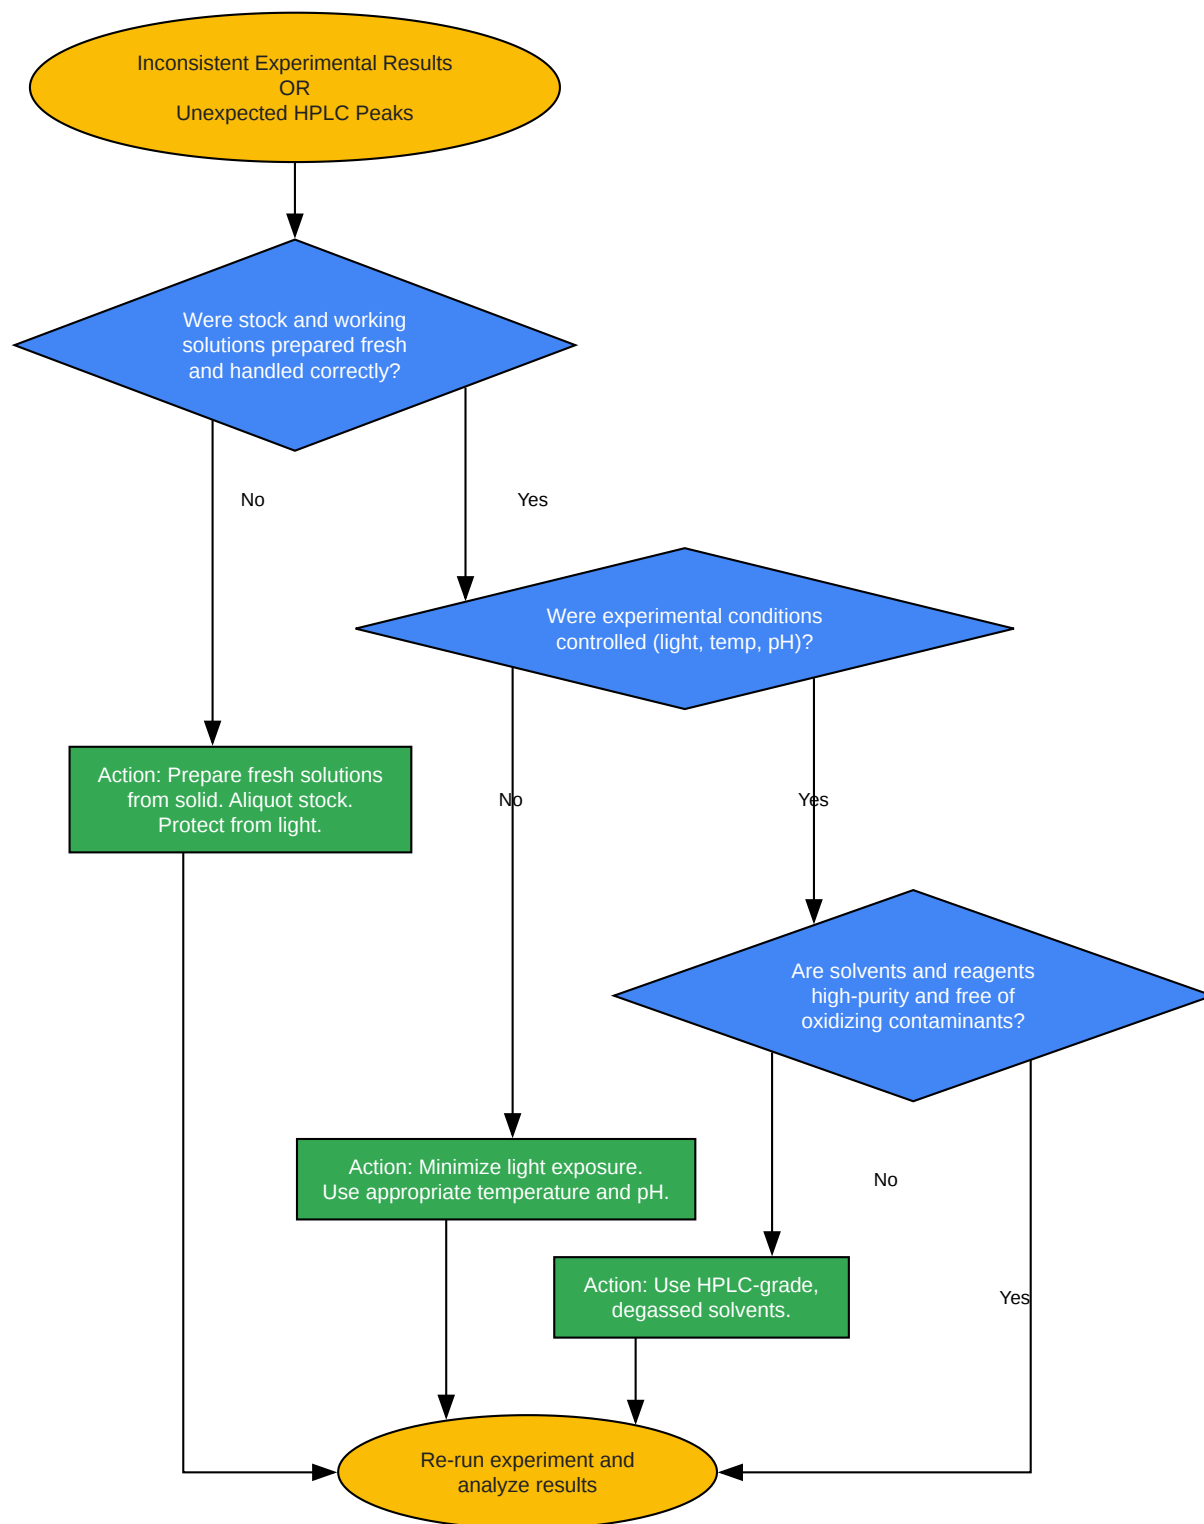 Inconsistent Experimental Results
OR
Unexpected HPLC Peaks
Were stock and working
solutions prepared fresh
and handled correctly?
No
Yes
Were experimental conditions
controlled (light, temp, pH)?
Action: Prepare fresh solutions
from solid. Aliquot stock.
Protect from light.
No
Yes
Are solvents and reagents
high-purity and free of
oxidizing contaminants?
Action: Minimize light exposure.
Use appropriate temperature and pH.
No
Action: Use HPLC-grade,
degassed solvents.
Yes
Re-run experiment and
analyze results